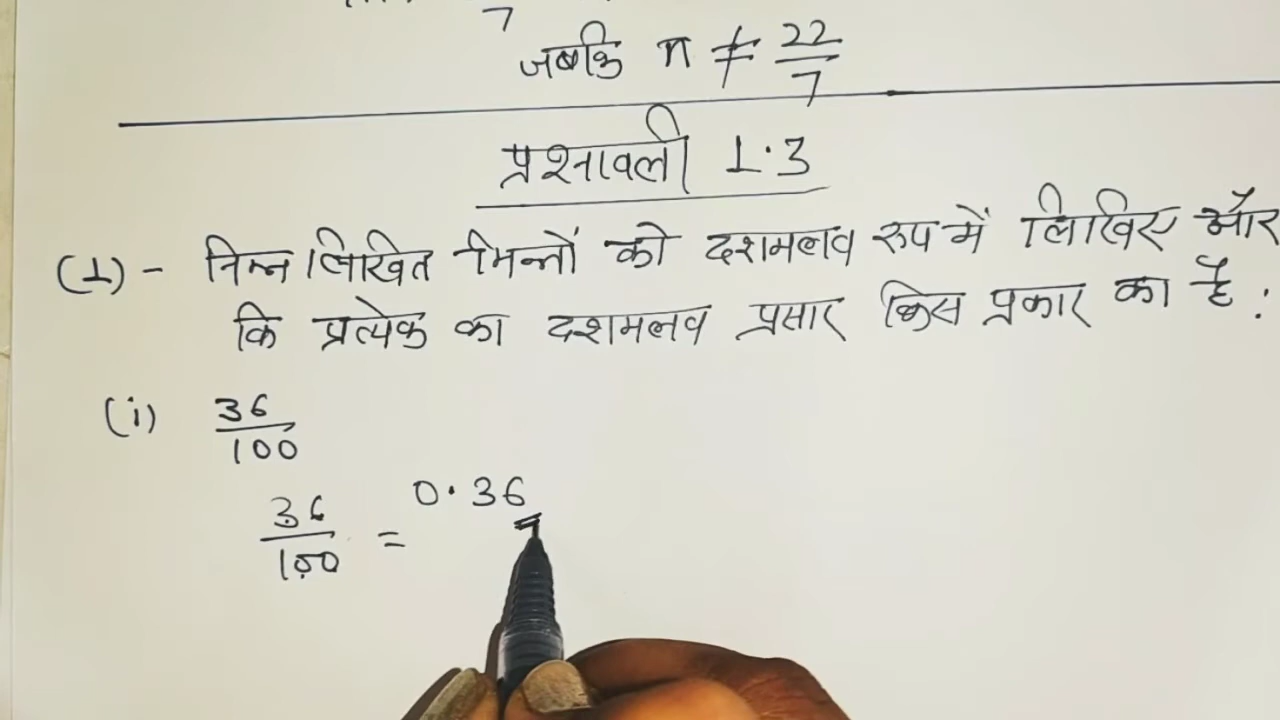 7
जबकि π ≠ 22/7
प्रश्नावली 1.3
(1) - निम्नलिखित भिन्नों को दशमलव रुप में लिखिए और
कि प्रत्येक का दशमलव प्रसार किस प्रकार का है.
(i) 36/100
36/100 = 0.36